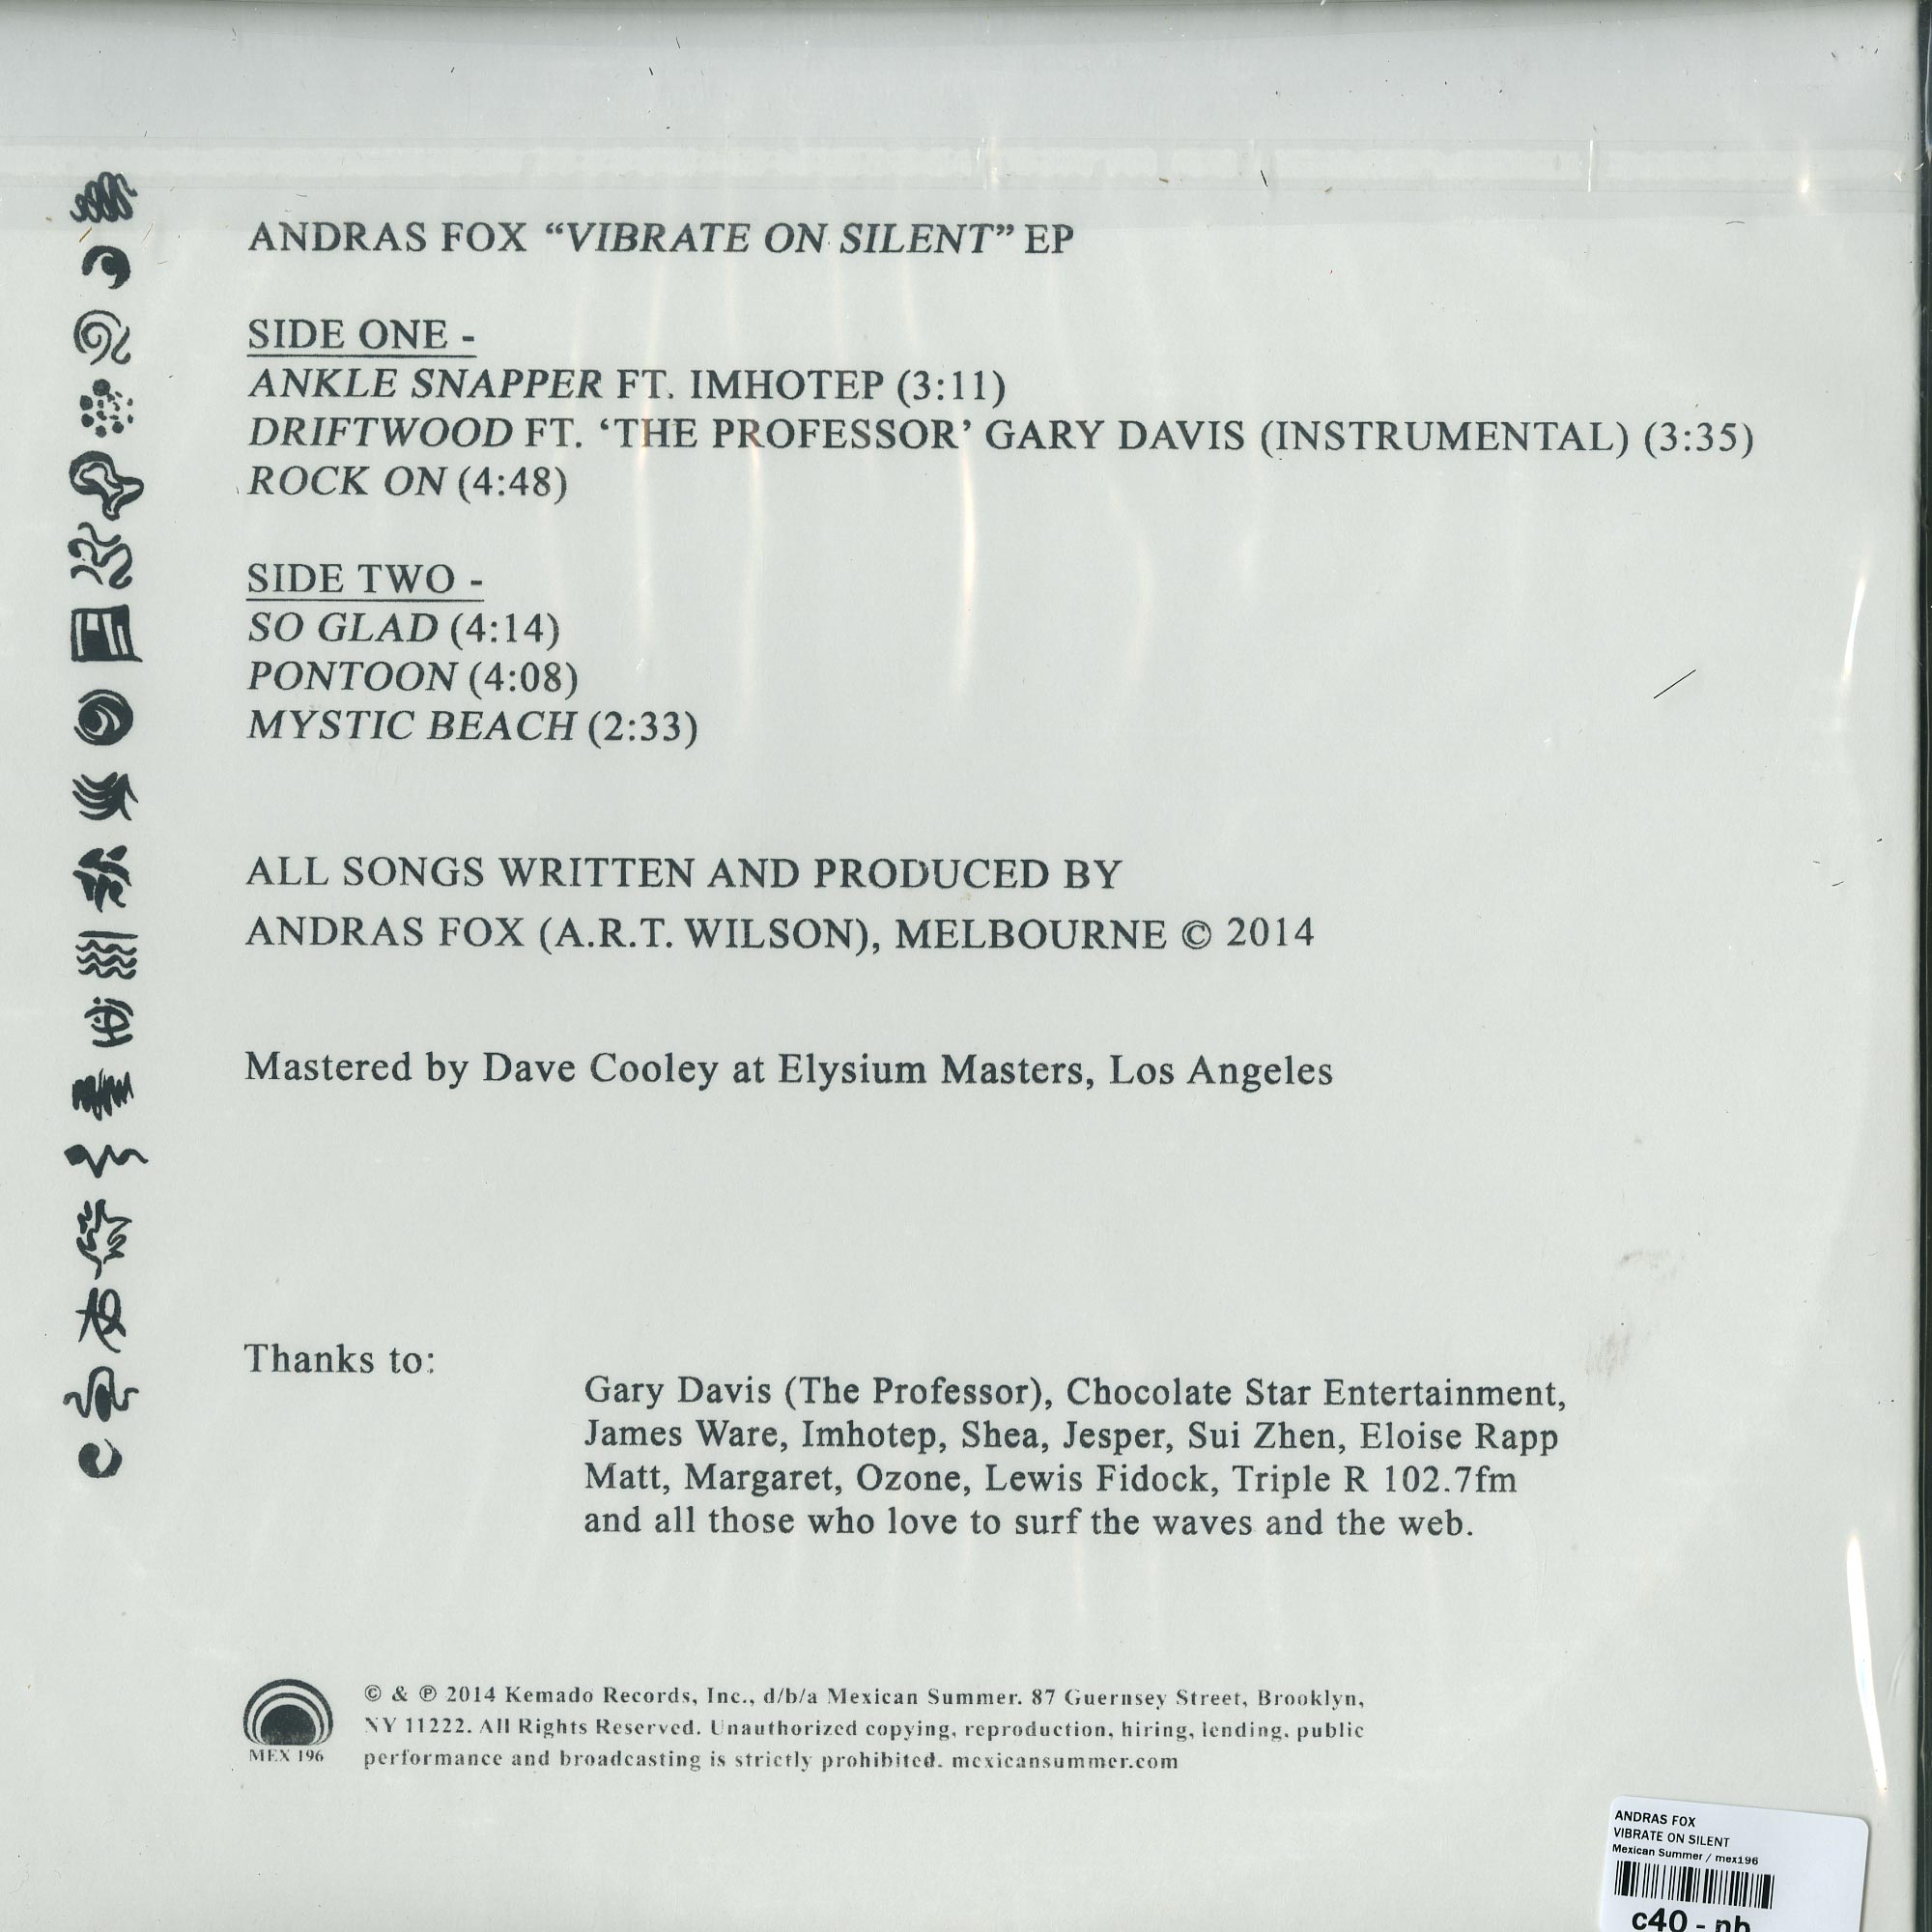 ANDRAS FOX “VIBRATE ON SILENT” EP
SIDE ONE -
ANKLE SNAPPER FT. IMHOTEP (3:11)
DRIFTWOOD FT. ‘THE PROFESSOR’ GARY DAVIS (INSTRUMENTAL) (3:35)
ROCK ON (4:48)
SIDE TWO -
SO GLAD (4:14)
PONTOON (4:08)
MYSTIC BEACH (2:33)
ALL SONGS WRITTEN AND PRODUCED BY
ANDRAS FOX (A.R.T. WILSON), MELBOURNE © 2014
Mastered by Dave Cooley at Elysium Masters, Los Angeles
Thanks to:
Gary Davis (The Professor), Chocolate Star Entertainment,
James Ware, Imhotep, Shea, Jesper, Sui Zhen, Eloise Rapp
Matt, Margaret, Ozone, Lewis Fidock, Triple R 102.7fm
and all those who love to surf the waves and the web.
© & ℗ 2014 Kemado Records, Inc., d/b/a Mexican Summer. 87 Guernsey Street, Brooklyn,
NY 11222. All Rights Reserved. Unauthorized copying, reproduction, hiring, lending, public
performance and broadcasting is strictly prohibited. mexicansummer.com
MEX 196
ANDRAS FOX
VIBRATE ON SILENT
Mexican Summer / mex196
c40 - nb